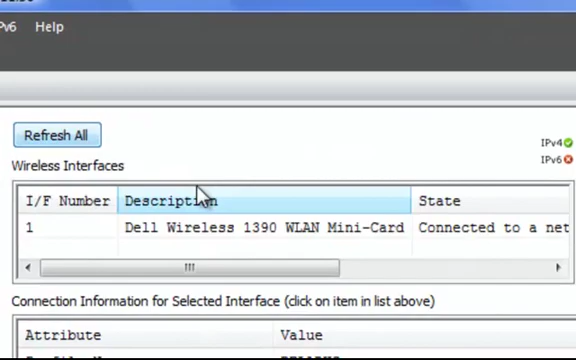 Pv6 Help
Refresh All
IPv4
IPv6
Wireless Interfaces
I/F Number Description State
1 Dell Wireless 1390 WLAN Mini-Card Connected to a net
Connection Information for Selected Interface (click on item in list above)
Attribute Value